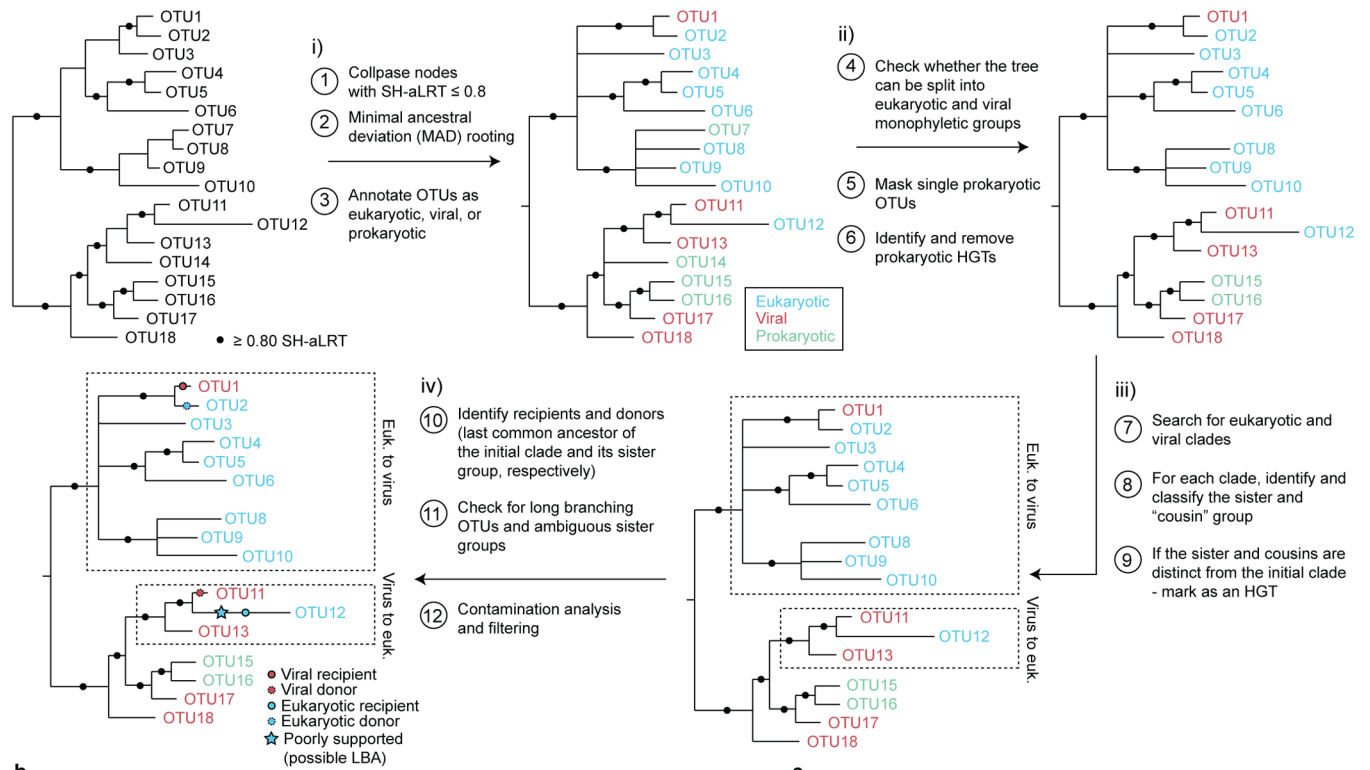 OTU1
OTU2
OTU3
OTU4
OTU5
OTU6
OTU7
OTU8
OTU9
OTU10
OTU11
OTU12
OTU13
OTU14
OTU15
OTU16
OTU17
OTU18
● ≥ 0.80 SH-aLRT
i)
1 Collpase nodes
with SH-aLRT ≤ 0.8
2 Minimal ancestral
deviation (MAD) rooting
3 Annotate OTUs as
eukaryotic, viral, or
prokaryotic
OTU1
OTU2
OTU3
OTU4
OTU5
OTU6
OTU7
OTU8
OTU9
OTU10
OTU11
OTU12
OTU13
OTU14
OTU15
OTU16
OTU17
OTU18
Eukaryotic
Viral
Prokaryotic
ii)
4 Check whether the tree
can be split into
eukaryotic and viral
monophyletic groups
5 Mask single prokaryotic
OTUs
6 Identify and remove
prokaryotic HGTs
OTU1
OTU2
OTU3
OTU4
OTU5
OTU6
OTU8
OTU9
OTU10
OTU11
OTU12
OTU13
OTU15
OTU16
OTU17
OTU18
iii)
7 Search for eukaryotic and
viral clades
8 For each clade, identify and
classify the sister and
“cousin” group
9 If the sister and cousins are
distinct from the initial clade
- mark as an HGT
OTU1
OTU2
OTU3
OTU4
OTU5
OTU6
OTU8
OTU9
OTU10
Euk. to virus
OTU11
OTU12
OTU13
Virus to euk.
OTU15
OTU16
OTU17
OTU18
iv)
10 Identify recipients and donors
(last common ancestor of
the initial clade and its sister
group, respectively)
11 Check for long branching
OTUs and ambiguous sister
groups
12 Contamination analysis
and filtering
OTU1
OTU2
OTU3
OTU4
OTU5
OTU6
OTU8
OTU9
OTU10
Euk. to virus
OTU11
OTU12
OTU13
Virus to euk.
OTU15
OTU16
OTU17
OTU18
Viral recipient
Viral donor
Eukaryotic recipient
Eukaryotic donor
Poorly supported
(possible LBA)